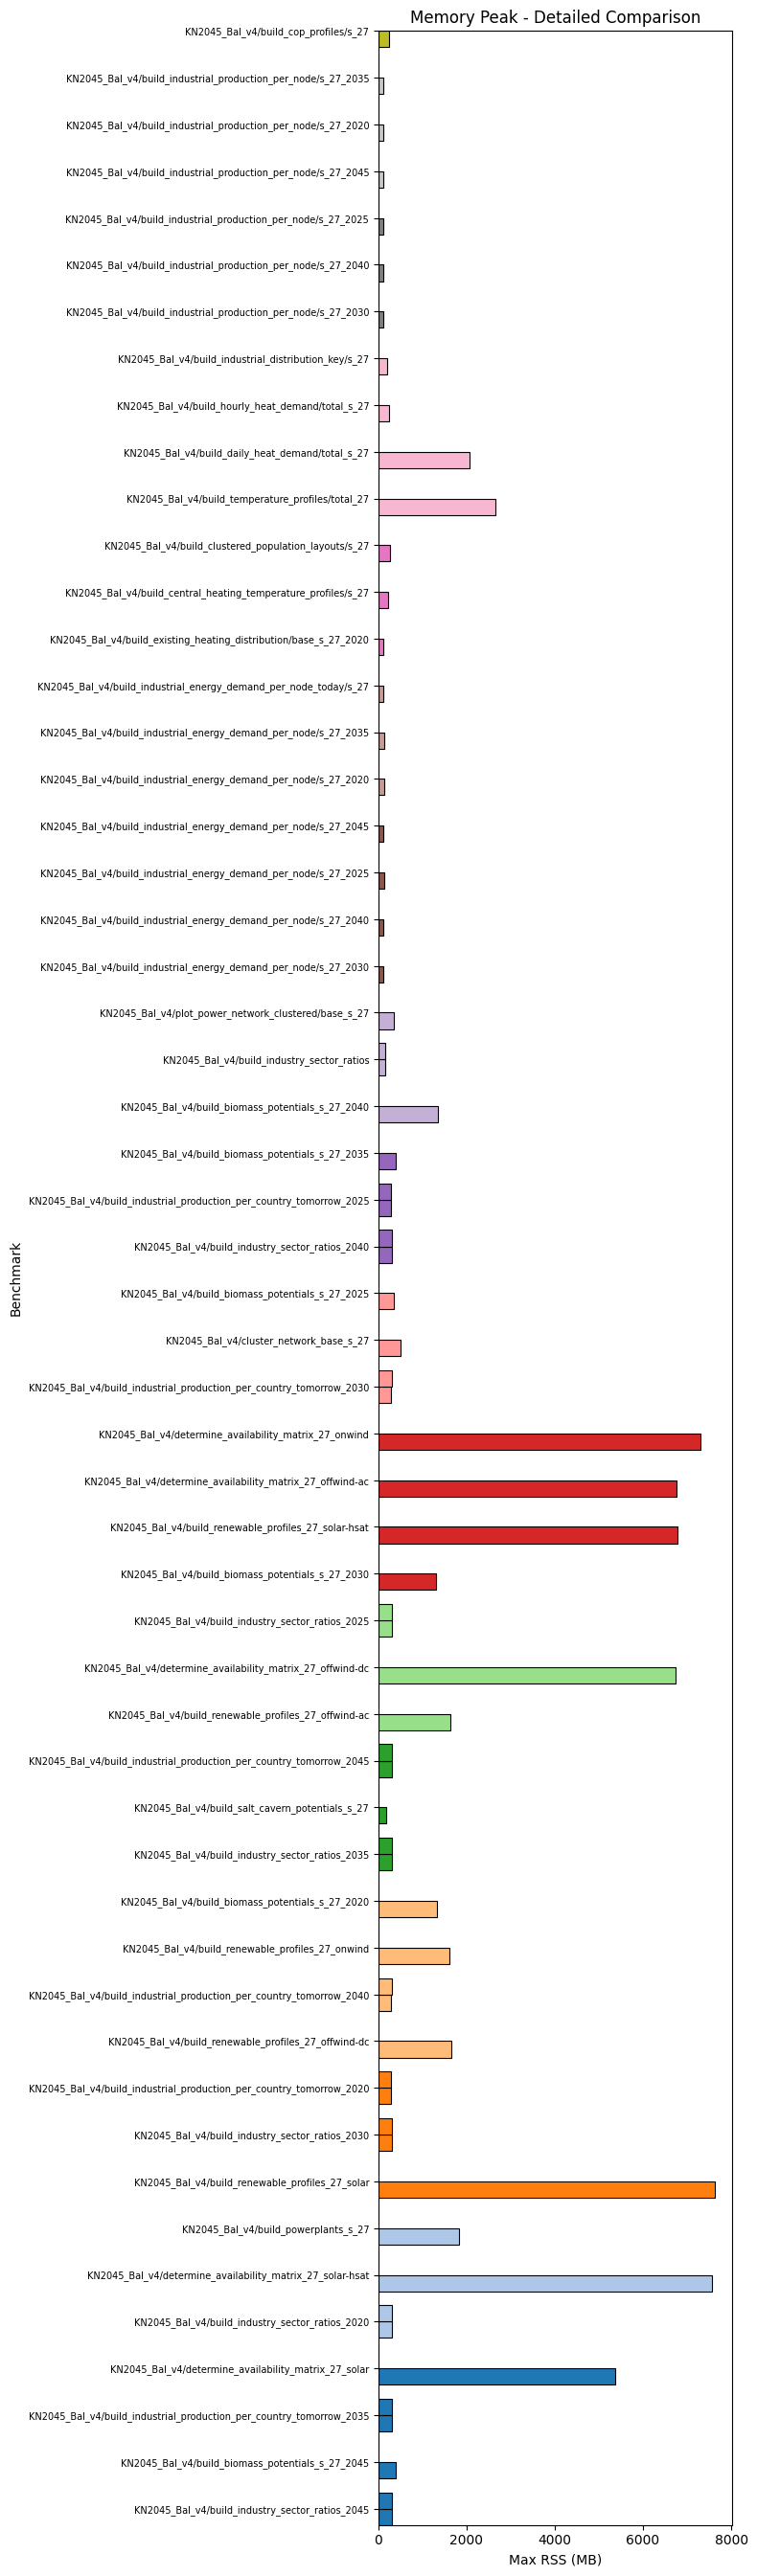 Memory Peak - Detailed Comparison
KN2045_Bal_v4/build_cop_profiles/s_27
KN2045_Bal_v4/build_industrial_production_per_node/s_27_2035
KN2045_Bal_v4/build_industrial_production_per_node/s_27_2020
KN2045_Bal_v4/build_industrial_production_per_node/s_27_2045
KN2045_Bal_v4/build_industrial_production_per_node/s_27_2025
KN2045_Bal_v4/build_industrial_production_per_node/s_27_2040
KN2045_Bal_v4/build_industrial_production_per_node/s_27_2030
KN2045_Bal_v4/build_industrial_distribution_key/s_27
KN2045_Bal_v4/build_hourly_heat_demand/total_s_27
KN2045_Bal_v4/build_daily_heat_demand/total_s_27
KN2045_Bal_v4/build_temperature_profiles/total_27
KN2045_Bal_v4/build_clustered_population_layouts/s_27
KN2045_Bal_v4/build_central_heating_temperature_profiles/s_27
KN2045_Bal_v4/build_existing_heating_distribution/base_s_27_2020
KN2045_Bal_v4/build_industrial_energy_demand_per_node_today/s_27
KN2045_Bal_v4/build_industrial_energy_demand_per_node/s_27_2035
KN2045_Bal_v4/build_industrial_energy_demand_per_node/s_27_2020
KN2045_Bal_v4/build_industrial_energy_demand_per_node/s_27_2045
KN2045_Bal_v4/build_industrial_energy_demand_per_node/s_27_2025
KN2045_Bal_v4/build_industrial_energy_demand_per_node/s_27_2040
KN2045_Bal_v4/build_industrial_energy_demand_per_node/s_27_2030
KN2045_Bal_v4/plot_power_network_clustered/base_s_27
KN2045_Bal_v4/build_industry_sector_ratios
KN2045_Bal_v4/build_biomass_potentials_s_27_2040
KN2045_Bal_v4/build_biomass_potentials_s_27_2035
KN2045_Bal_v4/build_industrial_production_per_country_tomorrow_2025
KN2045_Bal_v4/build_industry_sector_ratios_2040
KN2045_Bal_v4/build_biomass_potentials_s_27_2025
KN2045_Bal_v4/cluster_network_base_s_27
KN2045_Bal_v4/build_industrial_production_per_country_tomorrow_2030
KN2045_Bal_v4/determine_availability_matrix_27_onwind
KN2045_Bal_v4/determine_availability_matrix_27_offwind-ac
KN2045_Bal_v4/build_renewable_profiles_27_solar-hsat
KN2045_Bal_v4/build_biomass_potentials_s_27_2030
KN2045_Bal_v4/build_industry_sector_ratios_2025
KN2045_Bal_v4/determine_availability_matrix_27_offwind-dc
KN2045_Bal_v4/build_renewable_profiles_27_offwind-ac
KN2045_Bal_v4/build_industrial_production_per_country_tomorrow_2045
KN2045_Bal_v4/build_salt_cavern_potentials_s_27
KN2045_Bal_v4/build_industry_sector_ratios_2035
KN2045_Bal_v4/build_biomass_potentials_s_27_2020
KN2045_Bal_v4/build_renewable_profiles_27_onwind
KN2045_Bal_v4/build_industrial_production_per_country_tomorrow_2040
KN2045_Bal_v4/build_renewable_profiles_27_offwind-dc
KN2045_Bal_v4/build_industrial_production_per_country_tomorrow_2020
KN2045_Bal_v4/build_industry_sector_ratios_2030
KN2045_Bal_v4/build_renewable_profiles_27_solar
KN2045_Bal_v4/build_powerplants_s_27
KN2045_Bal_v4/determine_availability_matrix_27_solar-hsat
KN2045_Bal_v4/build_industry_sector_ratios_2020
KN2045_Bal_v4/determine_availability_matrix_27_solar
KN2045_Bal_v4/build_industrial_production_per_country_tomorrow_2035
KN2045_Bal_v4/build_biomass_potentials_s_27_2045
KN2045_Bal_v4/build_industry_sector_ratios_2045
Benchmark
0 2000 4000 6000 8000
Max RSS (MB)